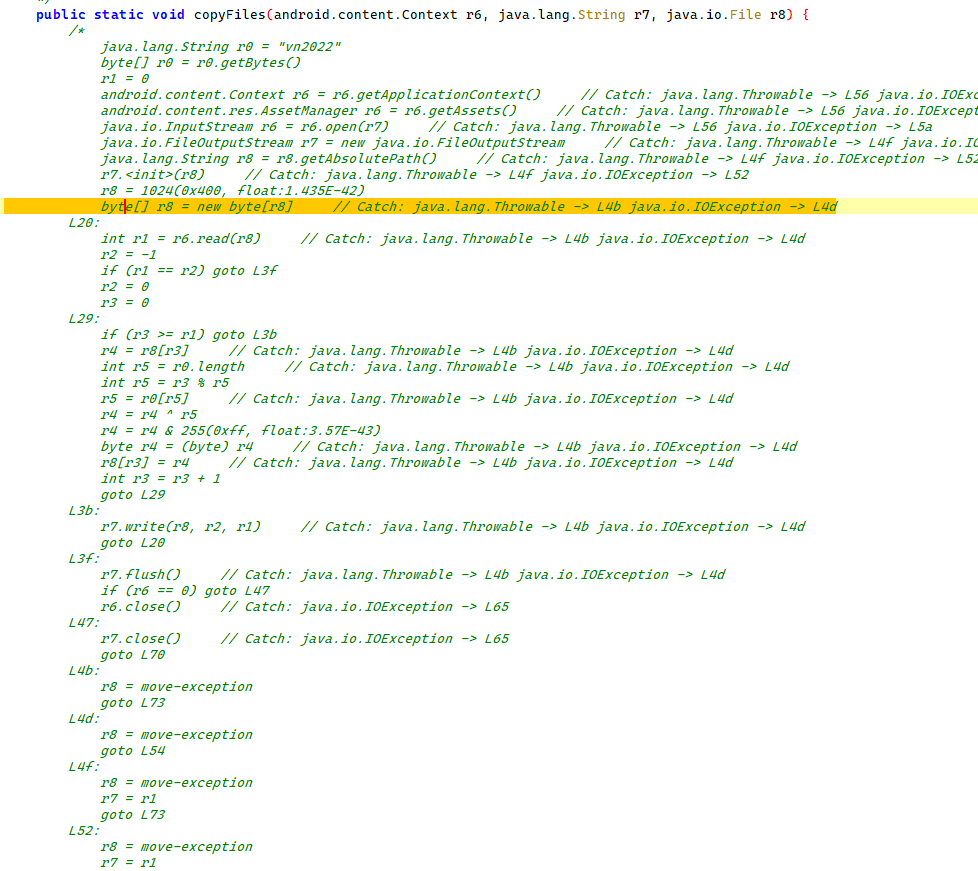 */
public static void copyFiles(android.content.Context r6, java.lang.String r7, java.io.File r8) {
/*
java.lang.String r0 = "vn2022"
byte[] r0 = r0.getBytes()
r1 = 0
android.content.Context r6 = r6.getApplicationContext()     // Catch: java.lang.Throwable -> L56 java.io.IOExc
android.content.res.AssetManager r6 = r6.getAssets()     // Catch: java.lang.Throwable -> L56 java.io.IOExcept
java.io.InputStream r6 = r6.open(r7)     // Catch: java.lang.Throwable -> L56 java.io.IOException -> L5a
java.io.FileOutputStream r7 = new java.io.FileOutputStream     // Catch: java.lang.Throwable -> L4f java.io.IO
java.lang.String r8 = r8.getAbsolutePath()     // Catch: java.lang.Throwable -> L4f java.io.IOException -> L52
r7.<init>(r8)     // Catch: java.lang.Throwable -> L4f java.io.IOException -> L52
r8 = 1024(0x400, float:1.435E-42)
byte[] r8 = new byte[r8]     // Catch: java.lang.Throwable -> L4b java.io.IOException -> L4d
L20:
int r1 = r6.read(r8)     // Catch: java.lang.Throwable -> L4b java.io.IOException -> L4d
r2 = -1
if (r1 == r2) goto L3f
r2 = 0
r3 = 0
L29:
if (r3 >= r1) goto L3b
r4 = r8[r3]     // Catch: java.lang.Throwable -> L4b java.io.IOException -> L4d
int r5 = r0.length     // Catch: java.lang.Throwable -> L4b java.io.IOException -> L4d
int r5 = r3 % r5
r5 = r0[r5]     // Catch: java.lang.Throwable -> L4b java.io.IOException -> L4d
r4 = r4 ^ r5
r4 = r4 & 255(0xff, float:3.57E-43)
byte r4 = (byte) r4     // Catch: java.lang.Throwable -> L4b java.io.IOException -> L4d
r8[r3] = r4     // Catch: java.lang.Throwable -> L4b java.io.IOException -> L4d
int r3 = r3 + 1
goto L29
L3b:
r7.write(r8, r2, r1)     // Catch: java.lang.Throwable -> L4b java.io.IOException -> L4d
goto L20
L3f:
r7.flush()     // Catch: java.lang.Throwable -> L4b java.io.IOException -> L4d
if (r6 == 0) goto L47
r6.close()     // Catch: java.io.IOException -> L65
L47:
r7.close()     // Catch: java.io.IOException -> L65
goto L70
L4b:
r8 = move-exception
goto L73
L4d:
r8 = move-exception
goto L54
L4f:
r8 = move-exception
r7 = r1
goto L73
L52:
r8 = move-exception
r7 = r1